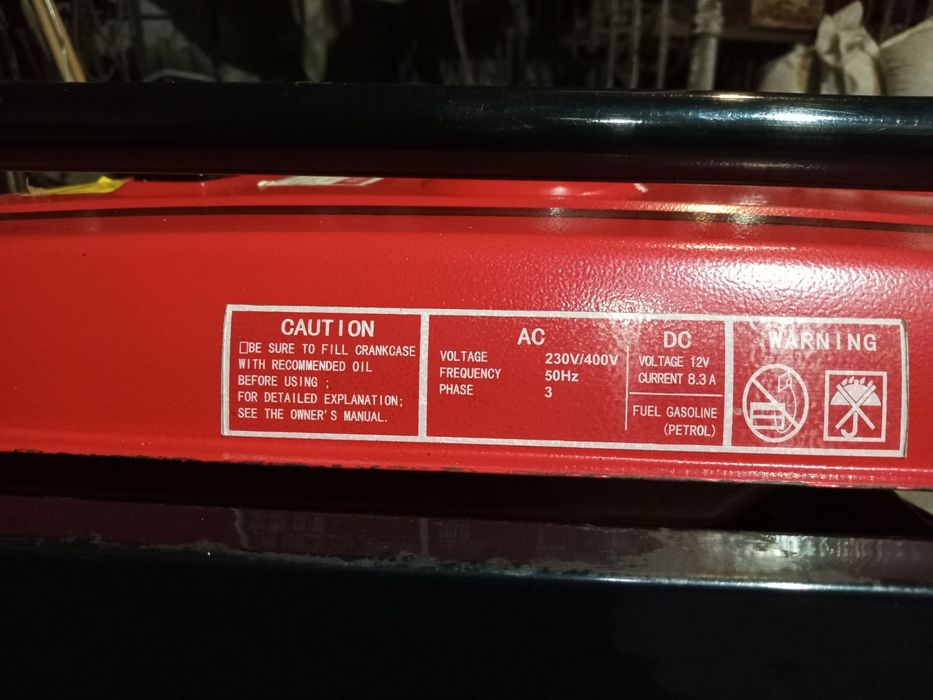 CAUTION
□BE SURE TO FILL CRANKCASE
WITH RECOMMENDED OIL
BEFORE USING ;
FOR DETAILED EXPLANATION;
SEE THE OWNER'S MANUAL.
AC
VOLTAGE 230V/400V
FREQUENCY 50Hz
PHASE 3
DC
VOLTAGE 12V
CURRENT 8.3 A
FUEL GASOLINE
(PETROL)
WARNING